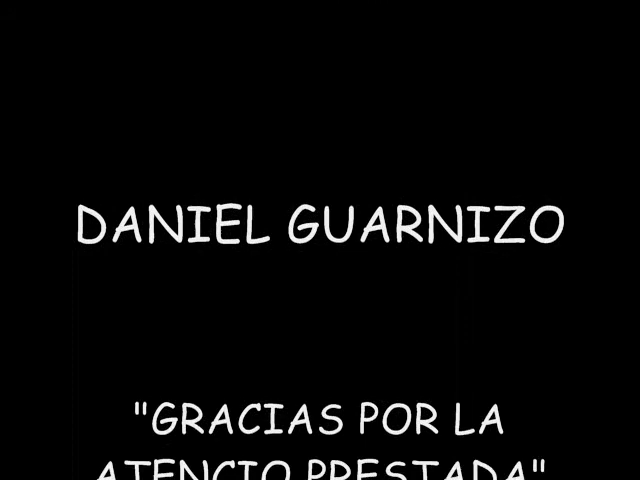 DANIEL GUARNIZO
"GRACIAS POR LA
ATENCIO PRESTADA"